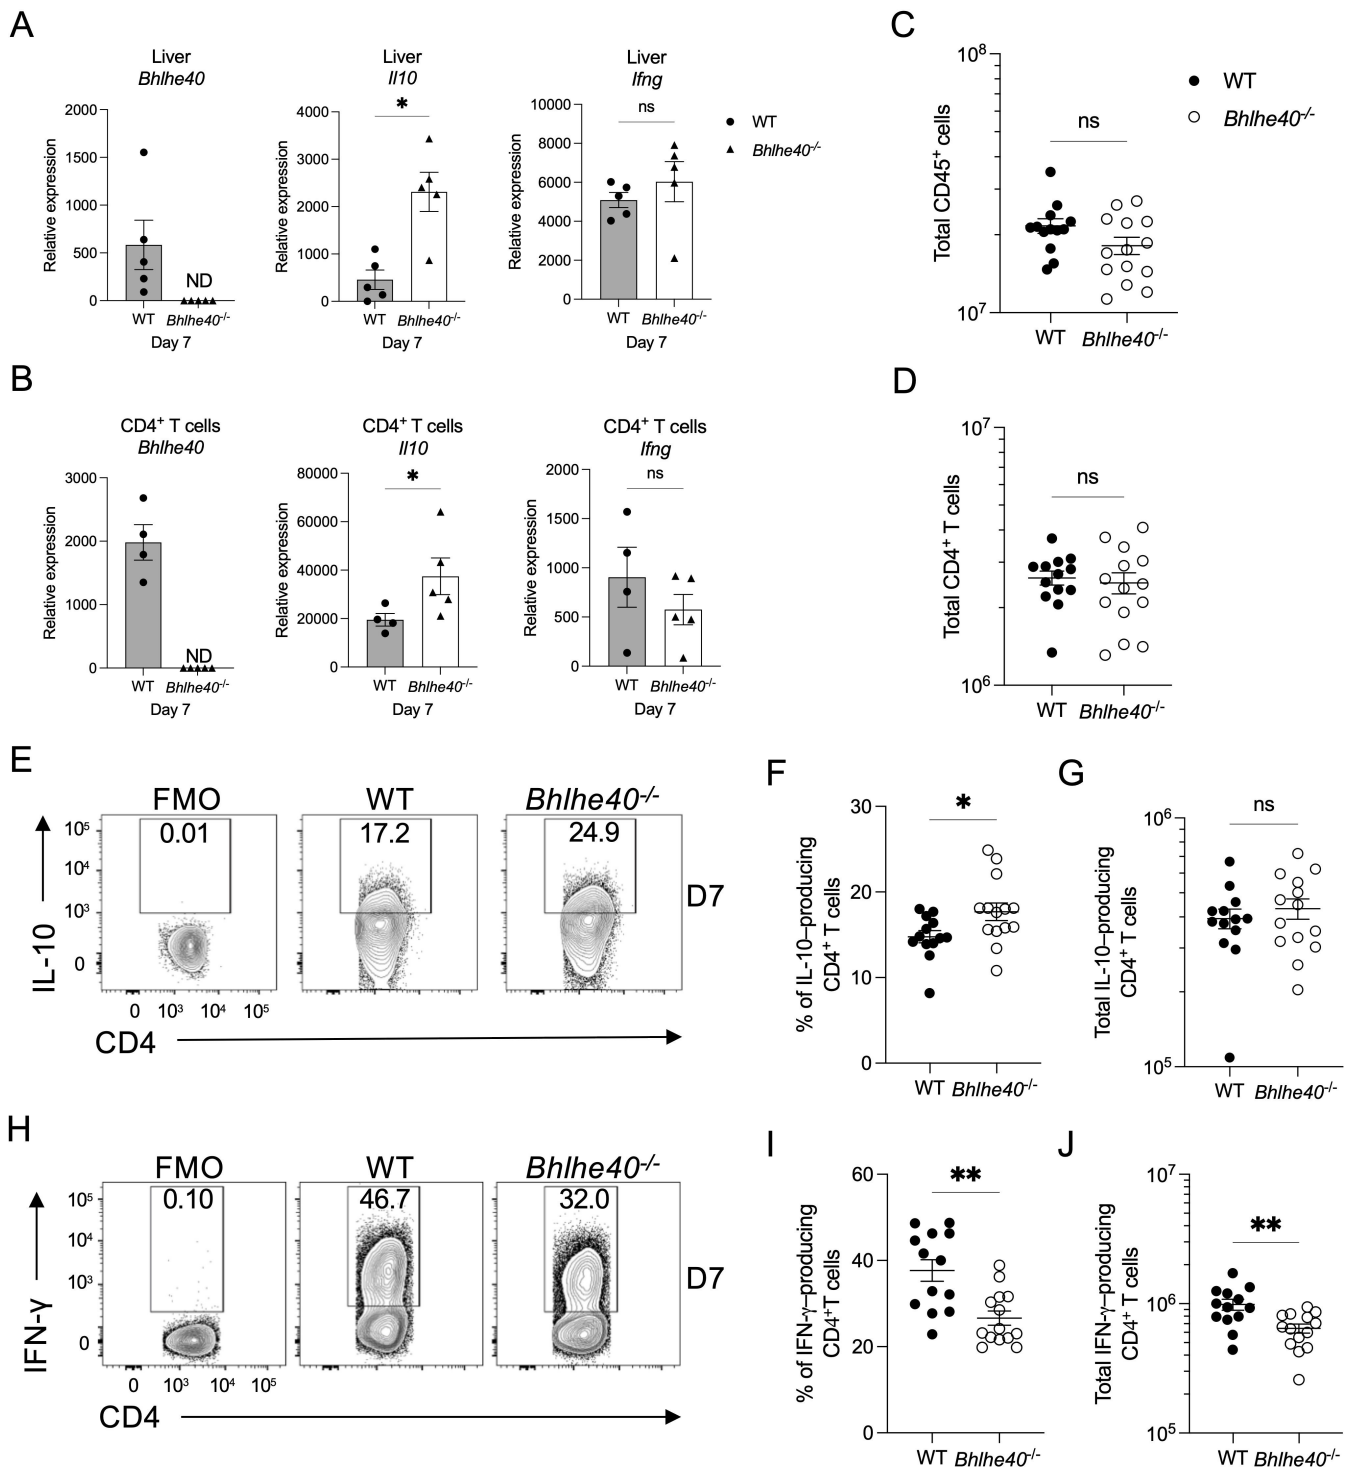 A
Liver
Bhlhe40
Relative expression
2000
1500
1000
500
0
ND
WT Bhlhe40-/-
Day 7
Liver
Il10
Relative expression
4000
3000
2000
1000
0
*
WT Bhlhe40-/-
Day 7
Liver
Ifng
Relative expression
10000
8000
6000
4000
2000
0
ns
WT Bhlhe40-/-
Day 7
WT
Bhlhe40-/-
B
CD4+ T cells
Bhlhe40
Relative expression
3000
2000
1000
0
ND
WT Bhlhe40-/-
Day 7
CD4+ T cells
Il10
Relative expression
80000
60000
40000
20000
0
*
WT Bhlhe40-/-
Day 7
CD4+ T cells
Ifng
Relative expression
2000
1500
1000
500
0
ns
WT Bhlhe40-/-
Day 7
C
Total CD45+ cells
10^8
10^7
ns
WT Bhlhe40-/-
WT
Bhlhe40-/-
D
Total CD4+ T cells
10^7
10^6
ns
WT Bhlhe40-/-
E
FMO WT Bhlhe40-/-
0.01 17.2 24.9
10^5
10^4
10^3
0
D7
IL-10
0 10^3 10^4 10^5
CD4
F
% of IL-10–producing
CD4+ T cells
30
20
10
0
*
WT Bhlhe40-/-
G
Total IL-10–producing
CD4+ T cells
10^6
10^5
ns
WT Bhlhe40-/-
H
FMO WT Bhlhe40-/-
0.10 46.7 32.0
10^5
10^4
10^3
0
D7
IFN-γ
0 10^3 10^4 10^5
CD4
I
% of IFN-γ–producing
CD4+T cells
60
40
20
0
**
WT Bhlhe40-/-
J
Total IFN-γ–producing
CD4+ T cells
10^7
10^6
10^5
**
WT Bhlhe40-/-